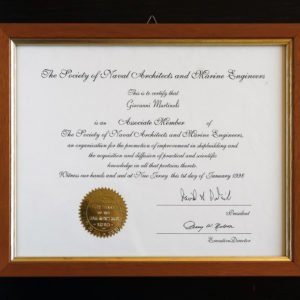 The Society of Naval Architects and Marine Engineers
This is to certify that
Giovanni
is an Associate Member of
The Society of Naval Architects and Marine Engineers,
an organization for the promotion of improvement in shipbuilding and
the acquisition and diffusion of practical and scientific
knowledge in all that pertains thereto.
Witness our hands and seal at New Jersey this 1st day of January 1998
President
Executive Director